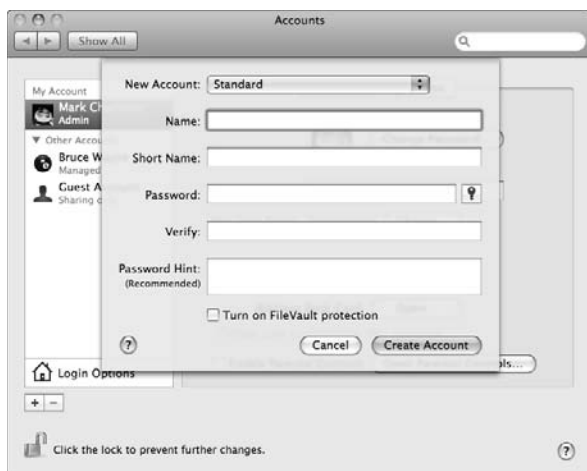 Accounts
Show All
New Account: Standard
My Account
Mark Ch
Admin
Name:
Other Accou
Bruce W
Managed
Short Name:
Guest A
Sharing o
Password:
Verify:
Password Hint:
(Recommended)
Turn on FileVault protection
? Cancel Create Account
Login Options
ls...
+ −
Click the lock to prevent further changes. ?